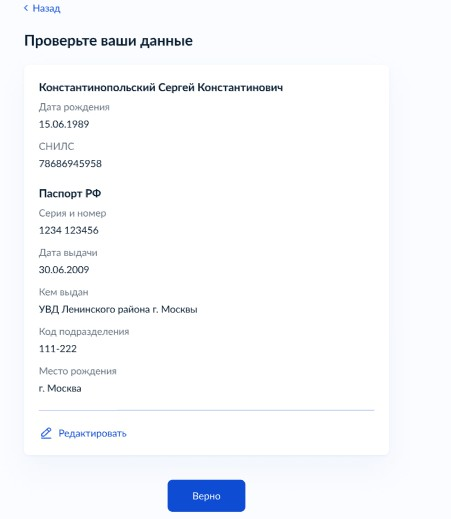 Назад
Проверьте ваши данные
Константинопольский Сергей Константинович
Дата рождения
15.06.1989
СНИЛС
78686945958
Паспорт РФ
Серия и номер
1234 123456
Дата выдачи
30.06.2009
Кем выдан
УВД Ленинского района г. Москвы
Код подразделения
111-222
Место рождения
г. Москва
Редактировать
Верно